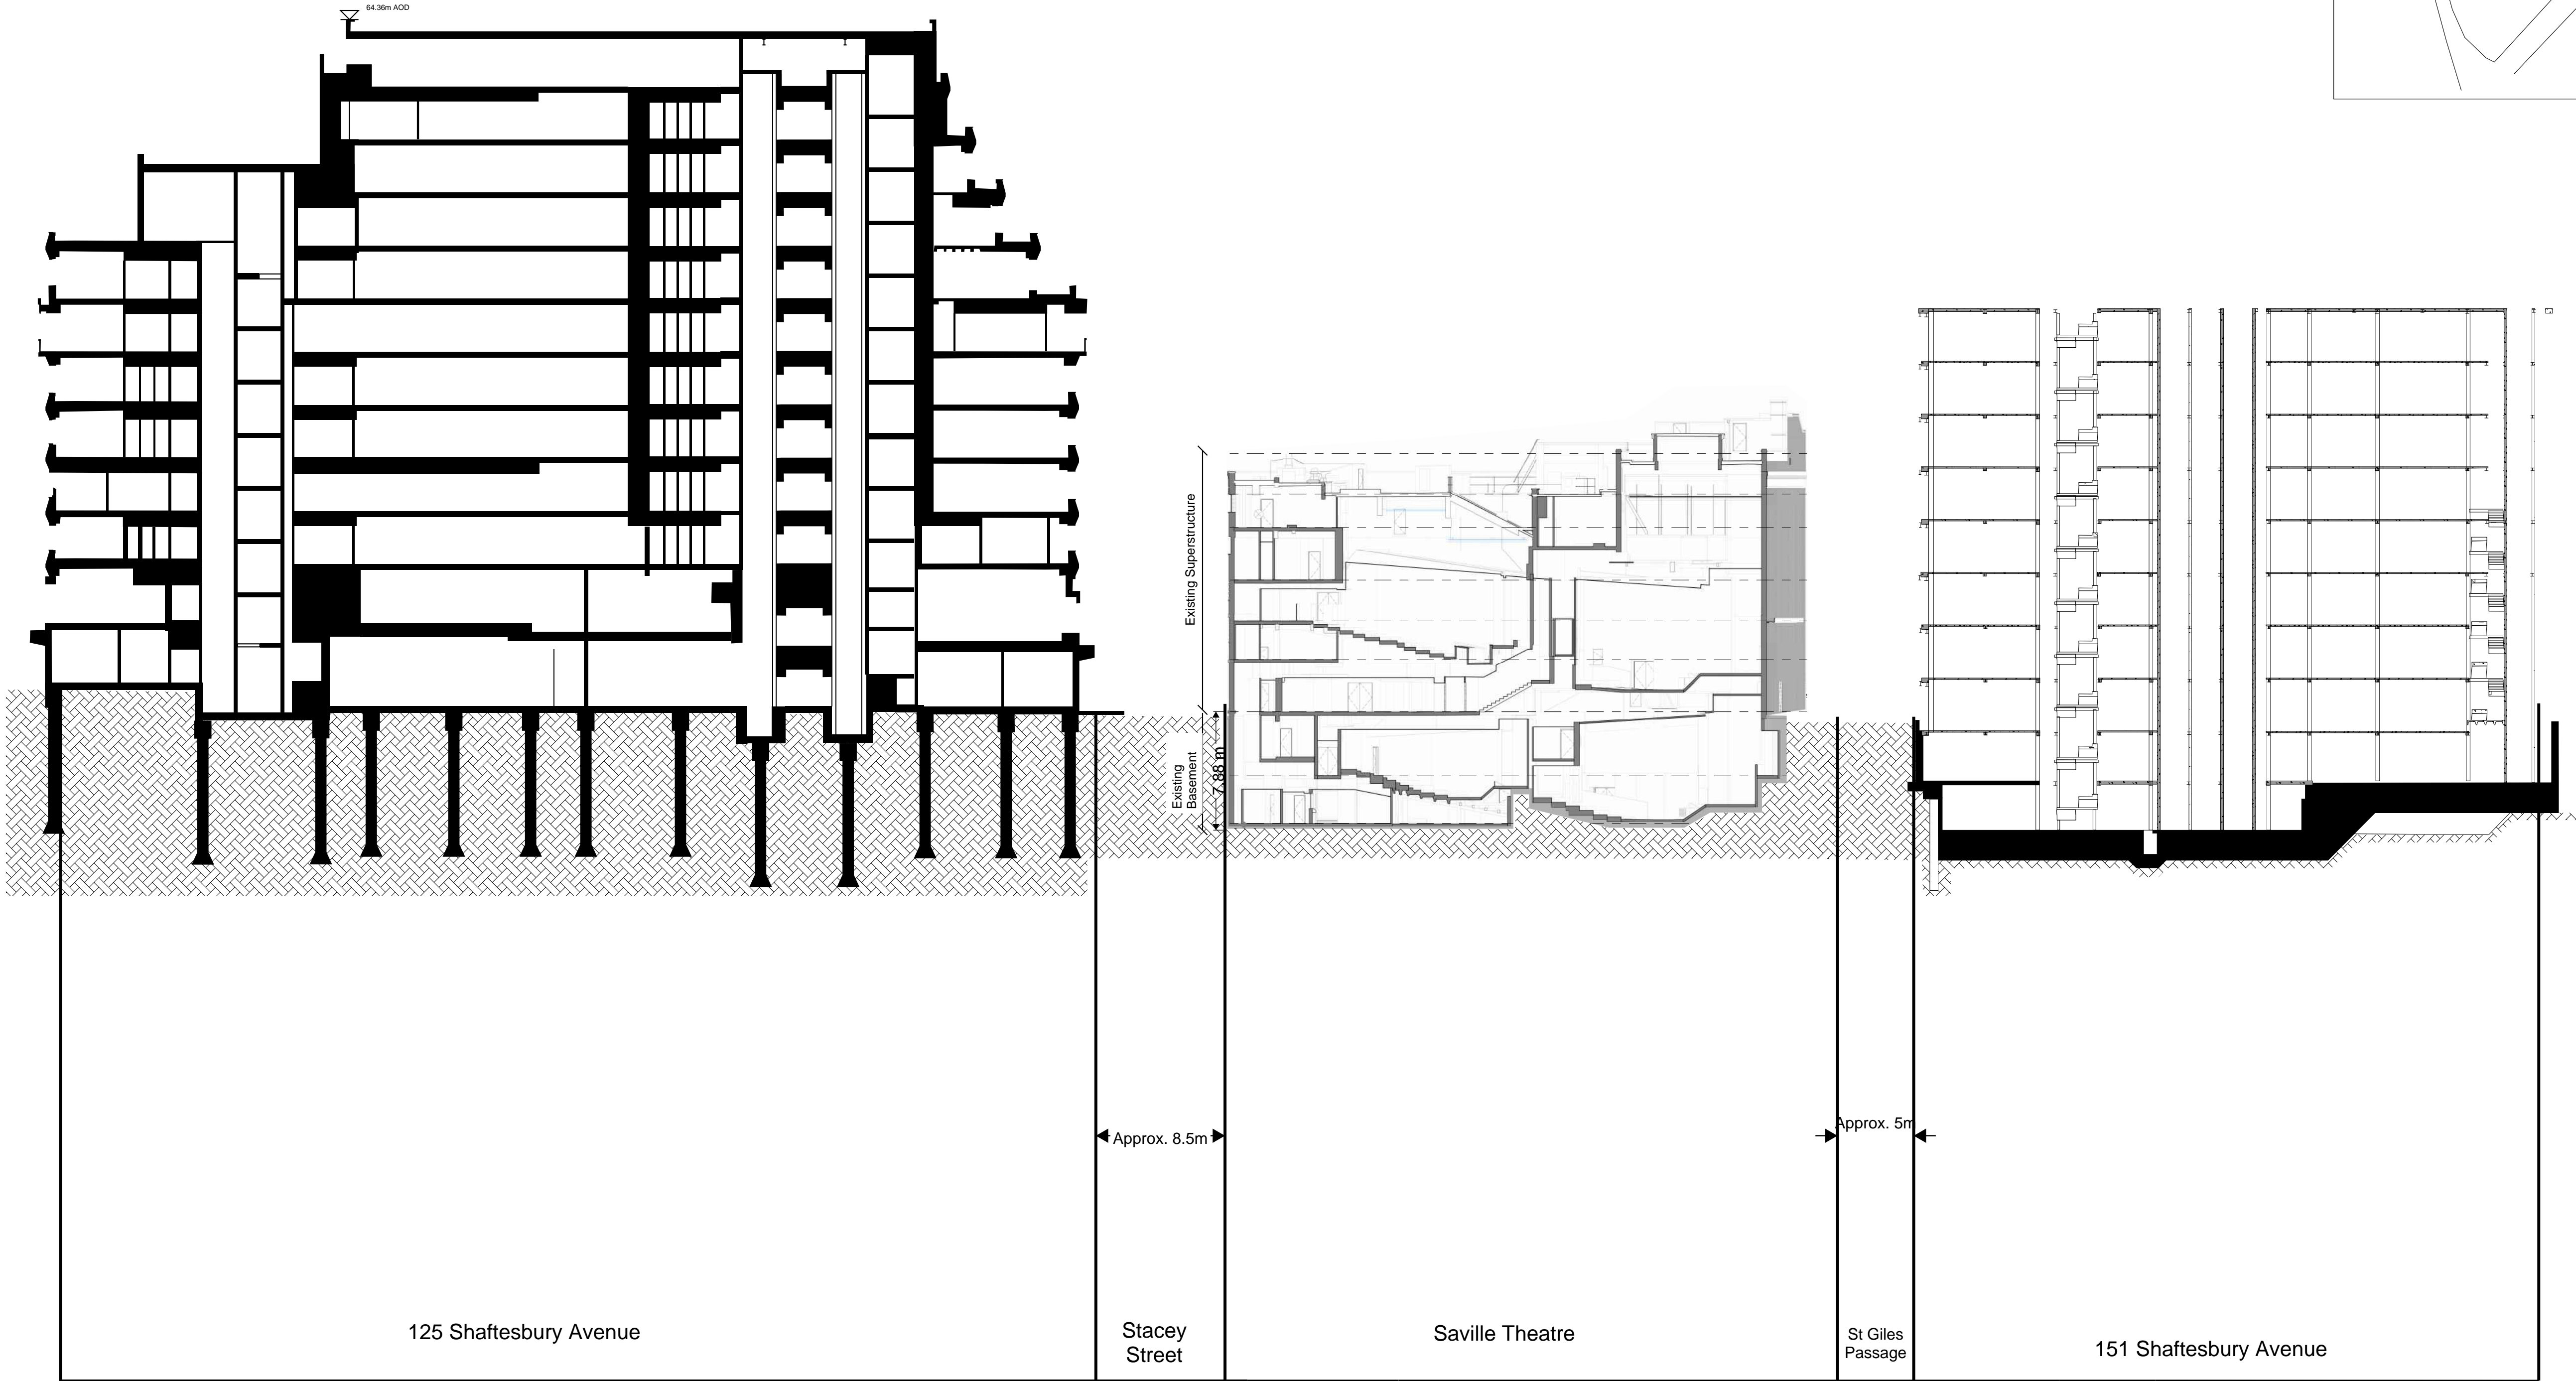 64.36m AOD
Existing Superstructure
Existing
Basement
7.88 m
Approx. 8.5m
Approx. 5m
125 Shaftesbury Avenue
Stacey
Street
Saville Theatre
St Giles
Passage
151 Shaftesbury Avenue